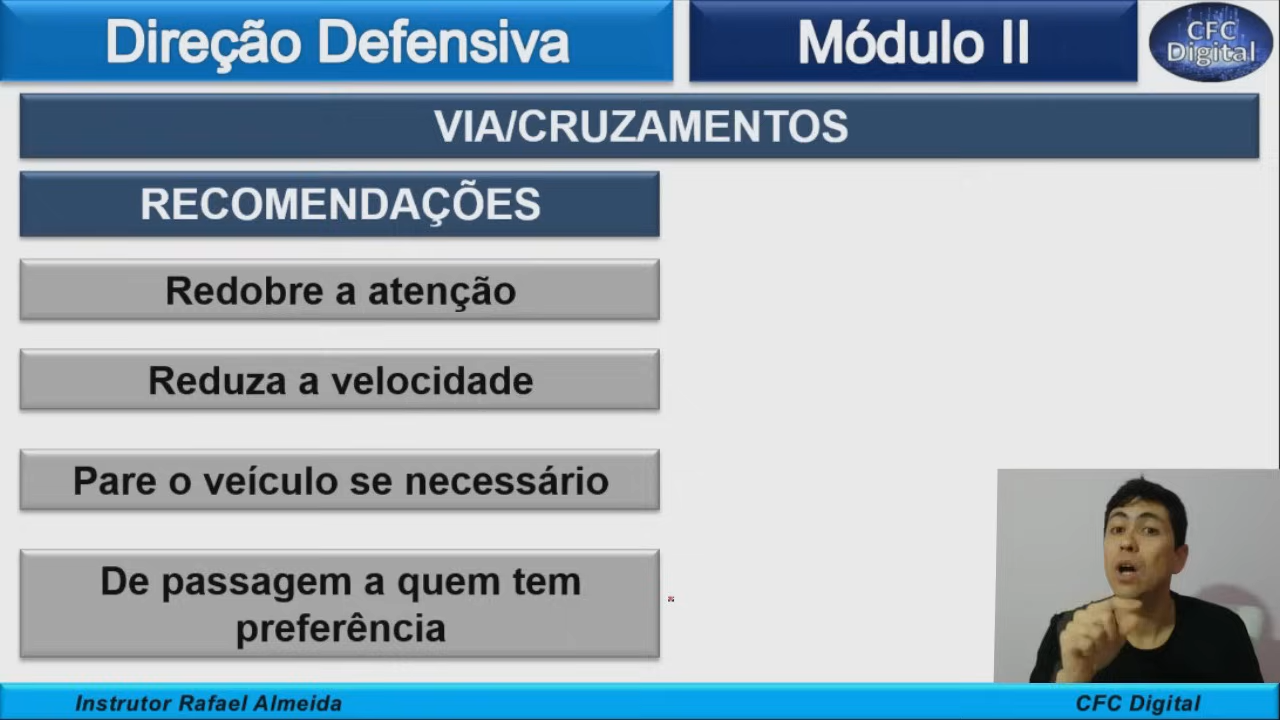 Direção Defensiva
Módulo II
CFC
Digital
VIA/CRUZAMENTOS
RECOMENDAÇÕES
Redobre a atenção
Reduza a velocidade
Pare o veículo se necessário
De passagem a quem tem
preferência
Instrutor Rafael Almeida
CFC Digital